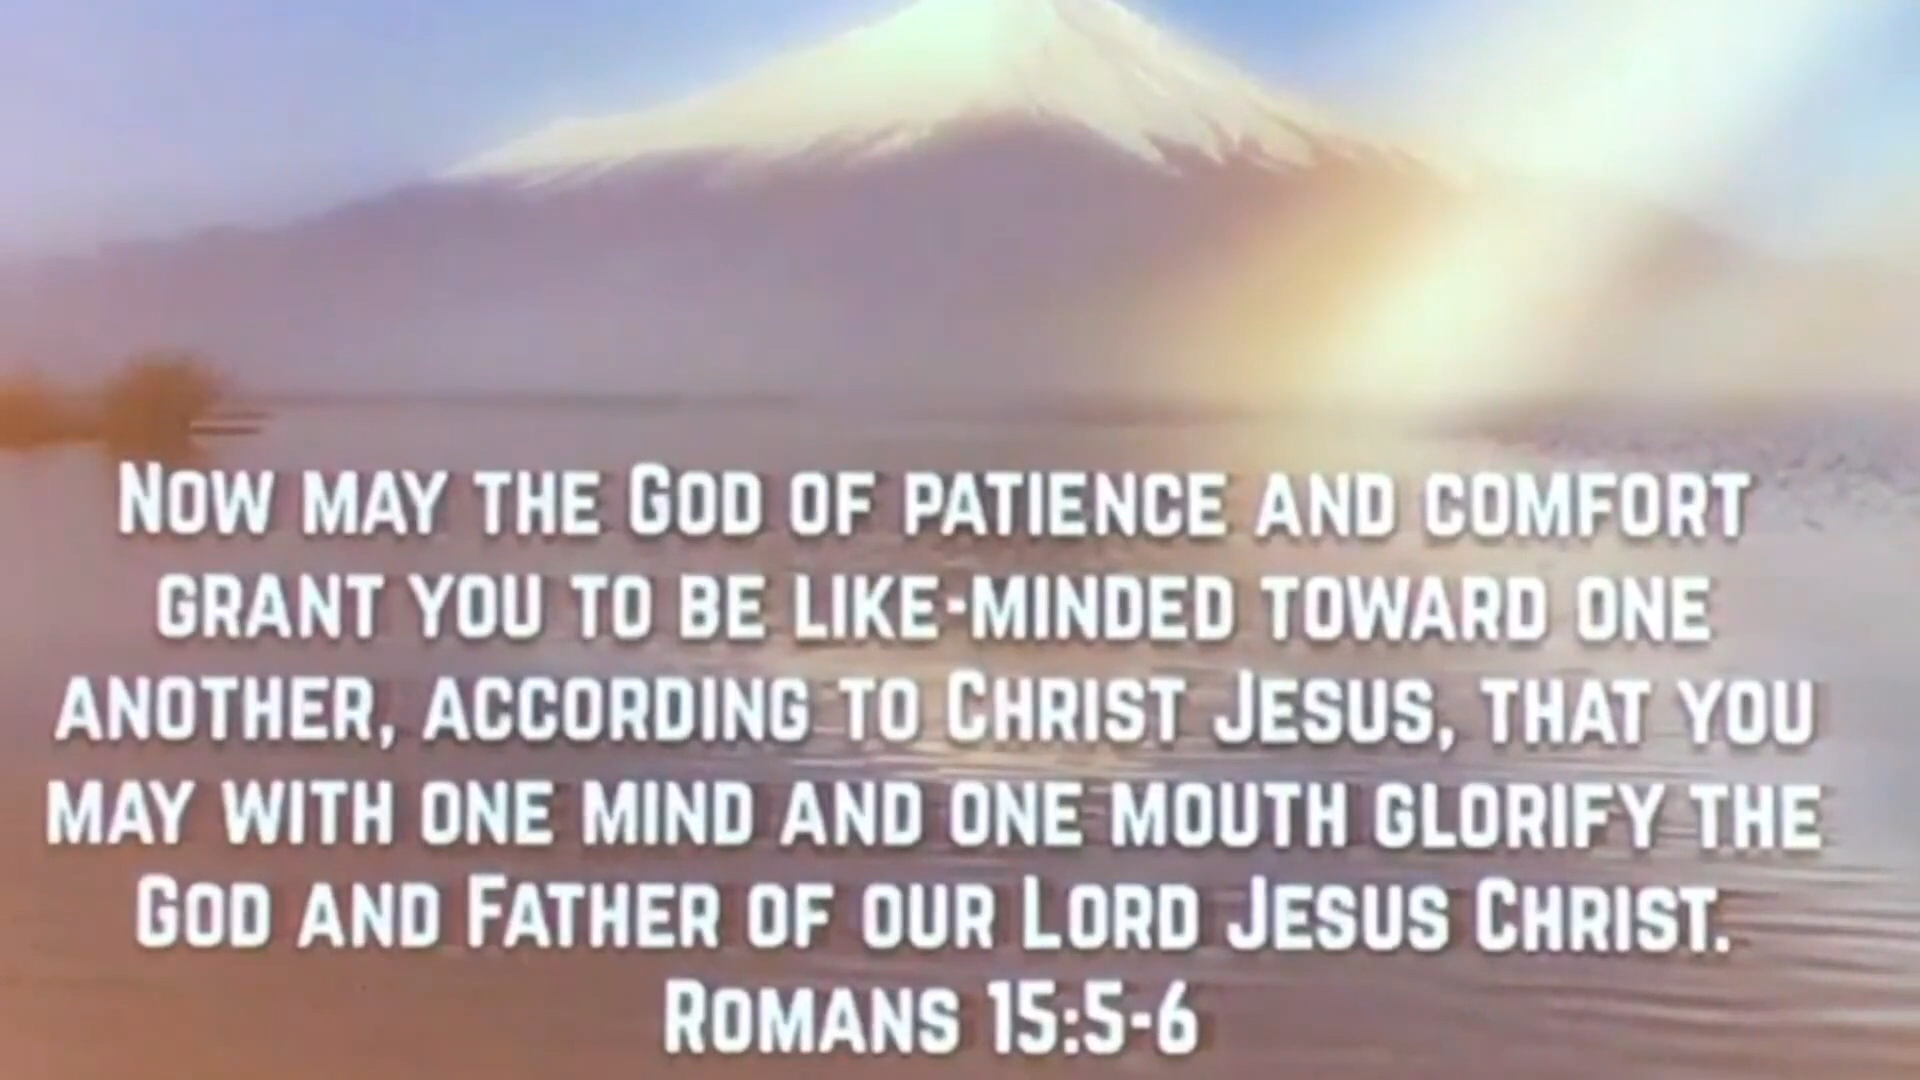 Now may the God of patience and comfort
grant you to be like-minded toward one
another, according to Christ Jesus, that you
may with one mind and one mouth glorify the
God and Father of our Lord Jesus Christ.
Romans 15:5-6